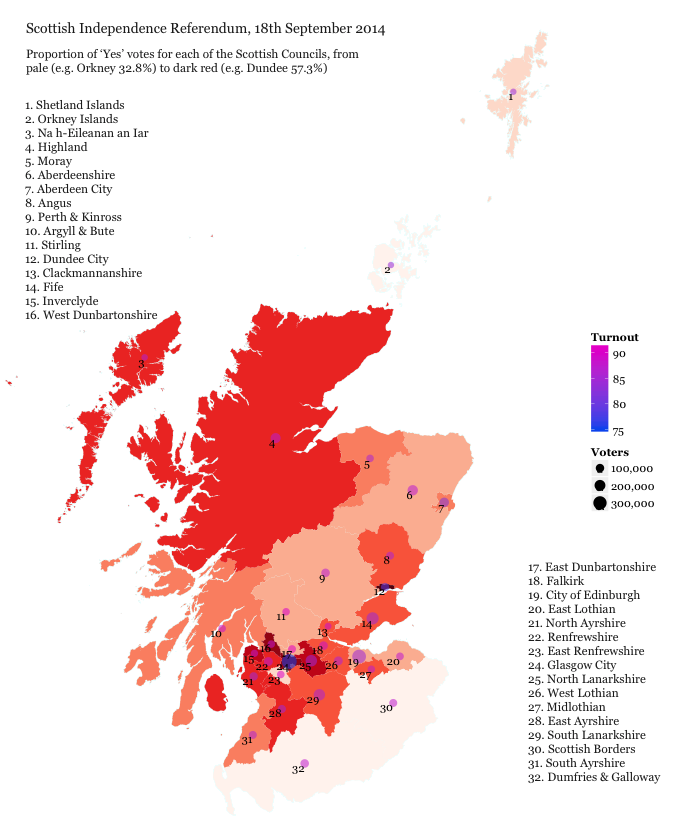 Scottish Independence Referendum, 18th September 2014
Proportion of ‘Yes’ votes for each of the Scottish Councils, from
pale (e.g. Orkney 32.8%) to dark red (e.g. Dundee 57.3%)
1. Shetland Islands
2. Orkney Islands
3. Na h-Eileanan an Iar
4. Highland
5. Moray
6. Aberdeenshire
7. Aberdeen City
8. Angus
9. Perth & Kinross
10. Argyll & Bute
11. Stirling
12. Dundee City
13. Clackmannanshire
14. Fife
15. Inverclyde
16. West Dunbartonshire
1
2
3
4
5
6
7
8
9
12
11
10
13
14
16
17
18
15
22
24
25
26
19
20
21
23
27
28
29
30
31
32
Turnout
90
85
80
75
Voters
100,000
200,000
300,000
17. East Dunbartonshire
18. Falkirk
19. City of Edinburgh
20. East Lothian
21. North Ayrshire
22. Renfrewshire
23. East Renfrewshire
24. Glasgow City
25. North Lanarkshire
26. West Lothian
27. Midlothian
28. East Ayrshire
29. South Lanarkshire
30. Scottish Borders
31. South Ayrshire
32. Dumfries & Galloway